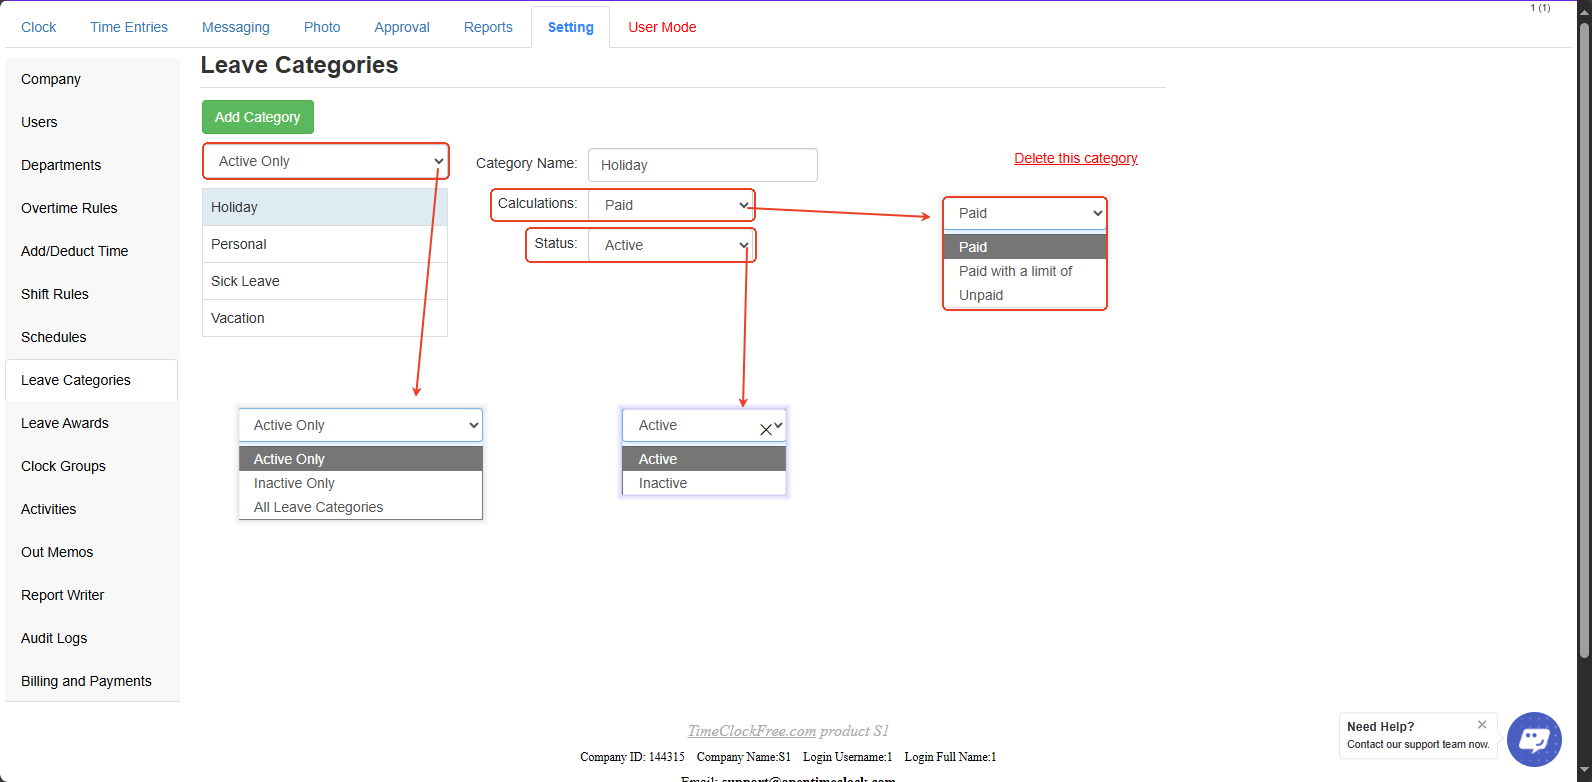 1 (1)
Clock Time Entries Messaging Photo Approval Reports Setting User Mode
Company
Users
Departments
Overtime Rules
Add/Deduct Time
Shift Rules
Schedules
Leave Categories
Leave Awards
Clock Groups
Activities
Out Memos
Report Writer
Audit Logs
Billing and Payments
Leave Categories
Add Category
Active Only
Holiday
Personal
Sick Leave
Vacation
Category Name: Holiday
Calculations: Paid
Status: Active
Delete this category
Paid
Paid
Paid with a limit of
Unpaid
Active Only
Active Only
Inactive Only
All Leave Categories
Active
Active
Inactive
TimeClockFree.com product S1
Company ID: 144315 Company Name:S1 Login Username:1 Login Full Name:1
Email: support@opentimeclock.com
Need Help?
Contact our support team now.